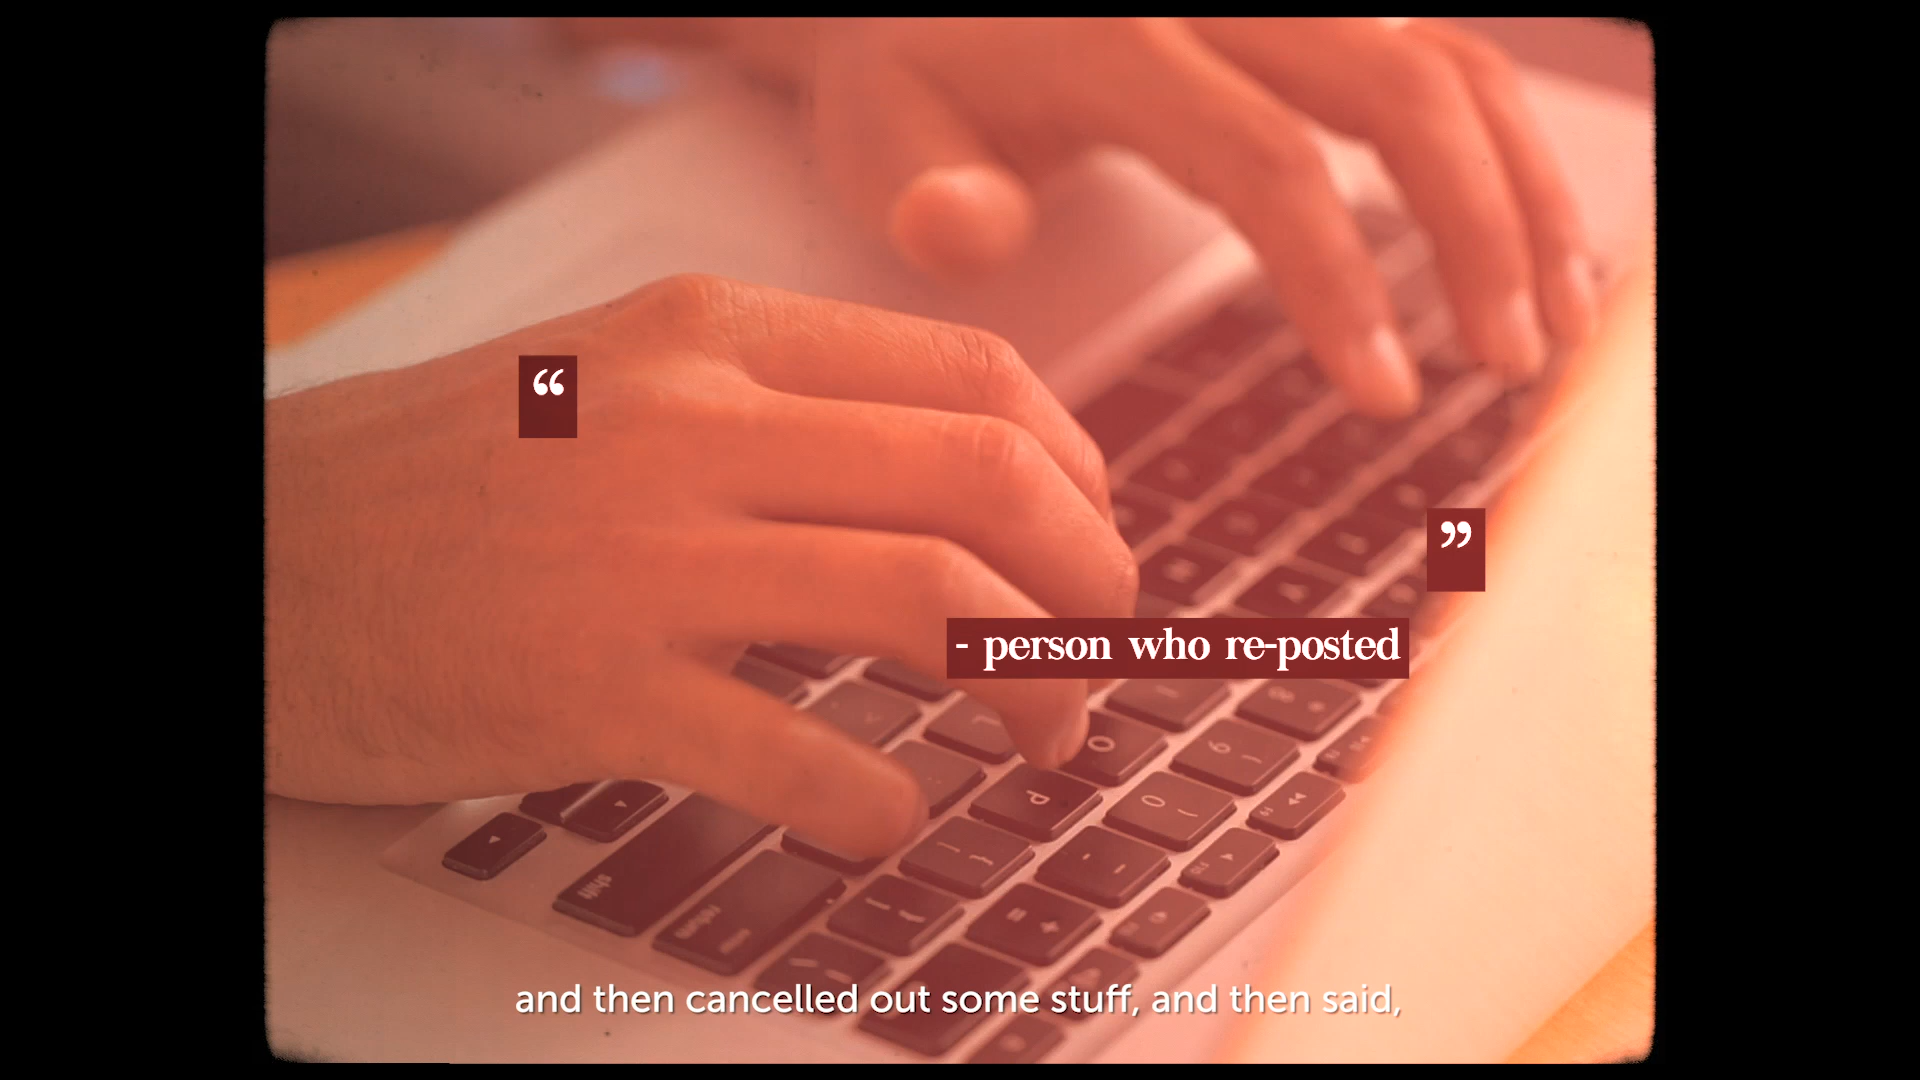 “
”
- person who re-posted
and then cancelled out some stuff, and then said,